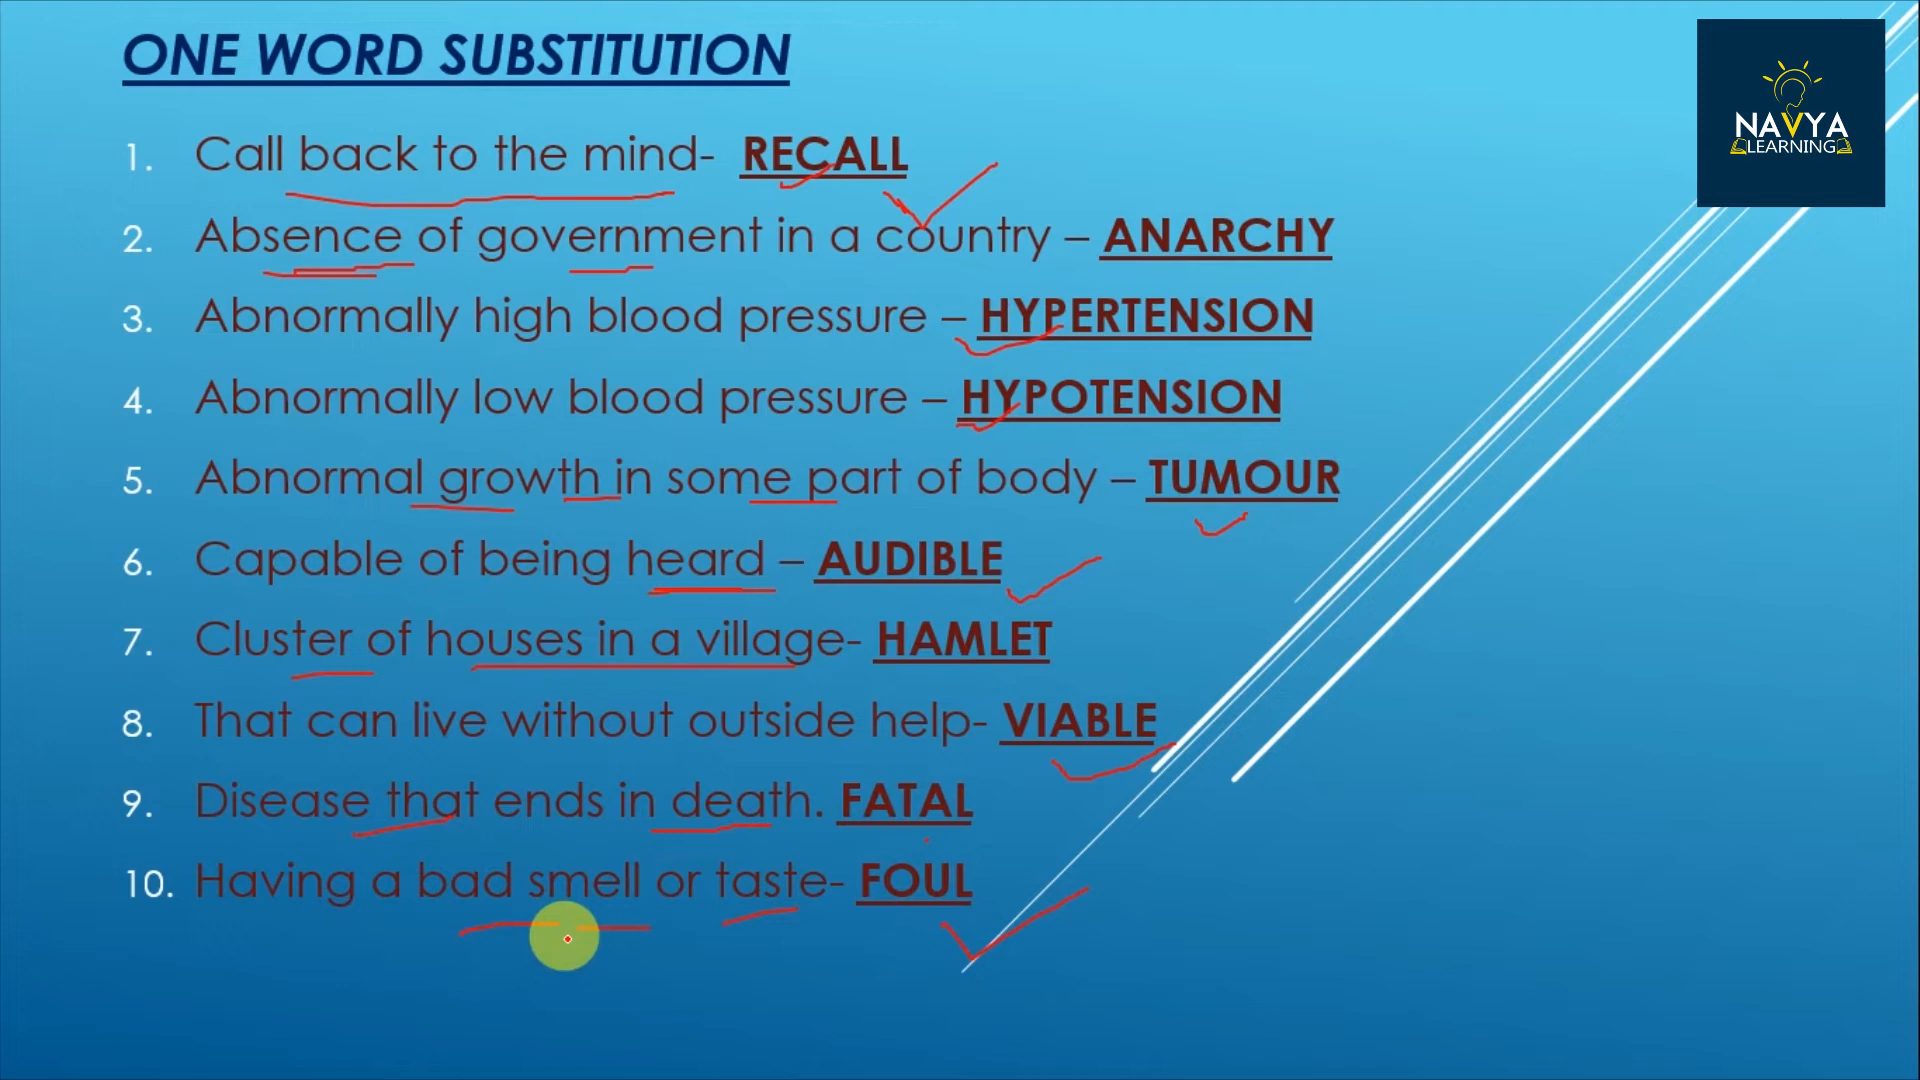 ONE WORD SUBSTITUTION
NAVYA
LEARNING
1. Call back to the mind- RECALL
2. Absence of government in a country – ANARCHY
3. Abnormally high blood pressure – HYPERTENSION
4. Abnormally low blood pressure – HYPOTENSION
5. Abnormal growth in some part of body – TUMOUR
6. Capable of being heard – AUDIBLE
7. Cluster of houses in a village- HAMLET
8. That can live without outside help- VIABLE
9. Disease that ends in death. FATAL
10. Having a bad smell or taste- FOUL